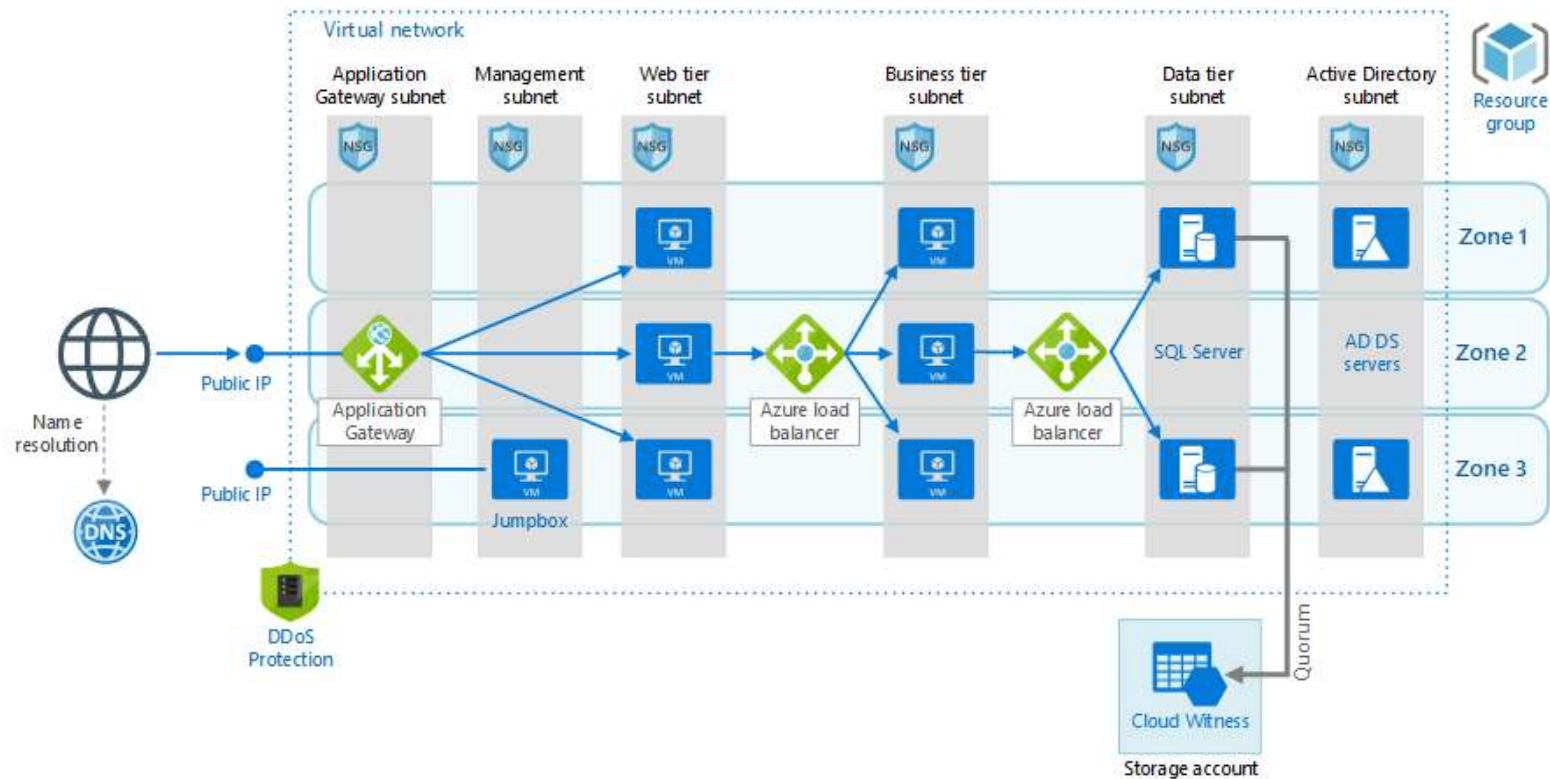 Virtual network
Application
Gateway subnet
Management
subnet
Web tier
subnet
Business tier
subnet
Data tier
subnet
Active Directory
subnet
Resource
group
NSG
NSG
NSG
NSG
NSG
NSG
VM
VM
Zone 1
Public IP
Application
Gateway
VM
Azure load
balancer
VM
Azure load
balancer
SQL Server
AD DS
servers
Zone 2
Name
resolution
DNS
Public IP
VM
Jumpbox
VM
VM
Zone 3
DDoS
Protection
Quorum
Cloud Witness
Storage account